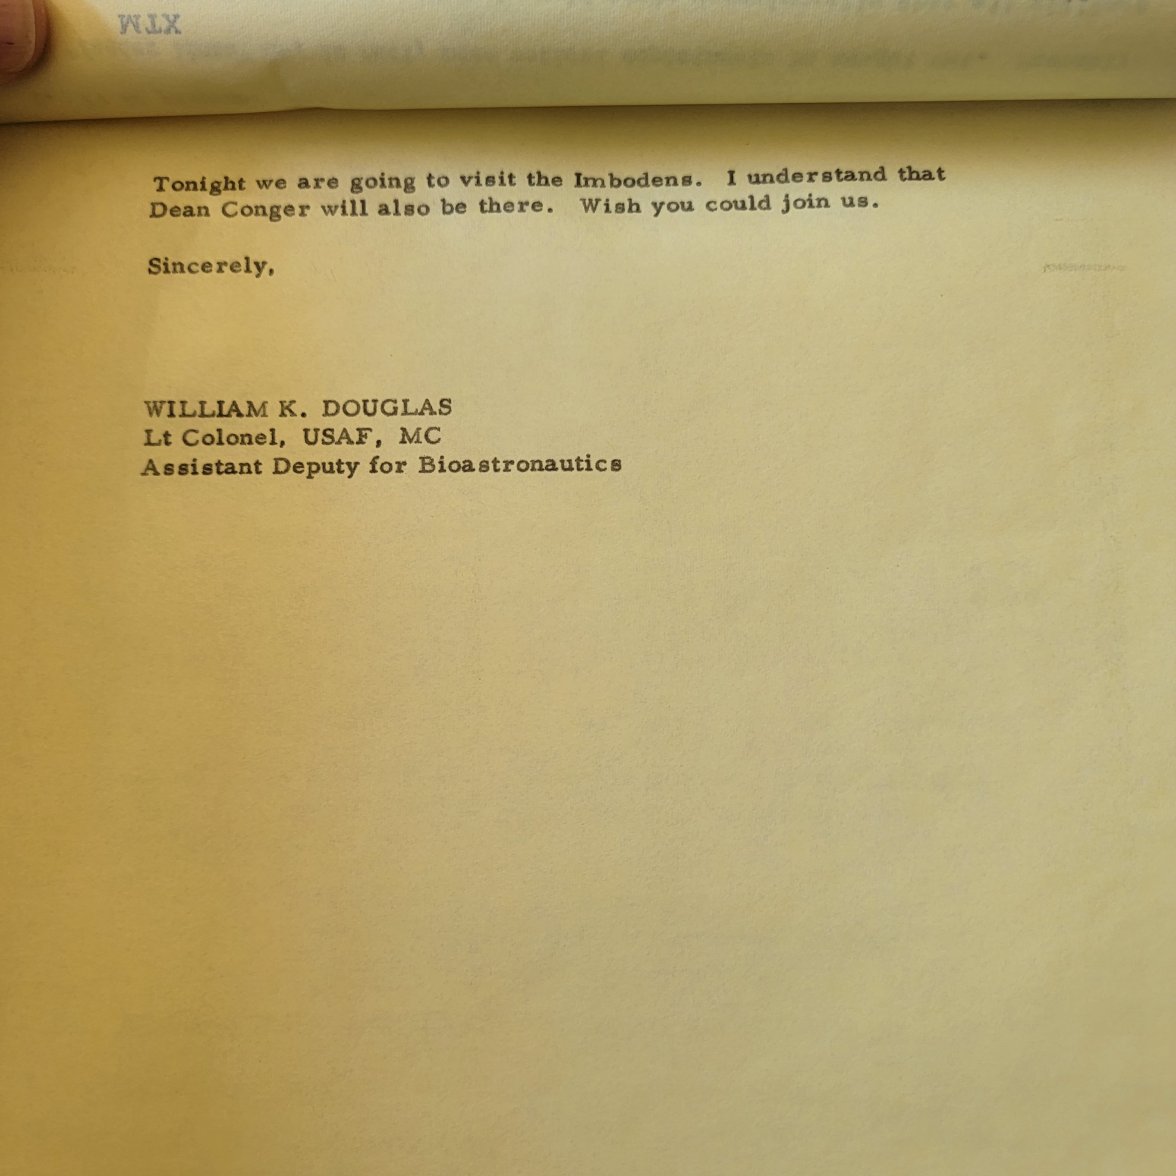 XTM
Tonight we are going to visit the Imbodens. I understand that
Dean Conger will also be there. Wish you could join us.
Sincerely,
WILLIAM K. DOUGLAS
Lt Colonel, USAF, MC
Assistant Deputy for Bioastronautics